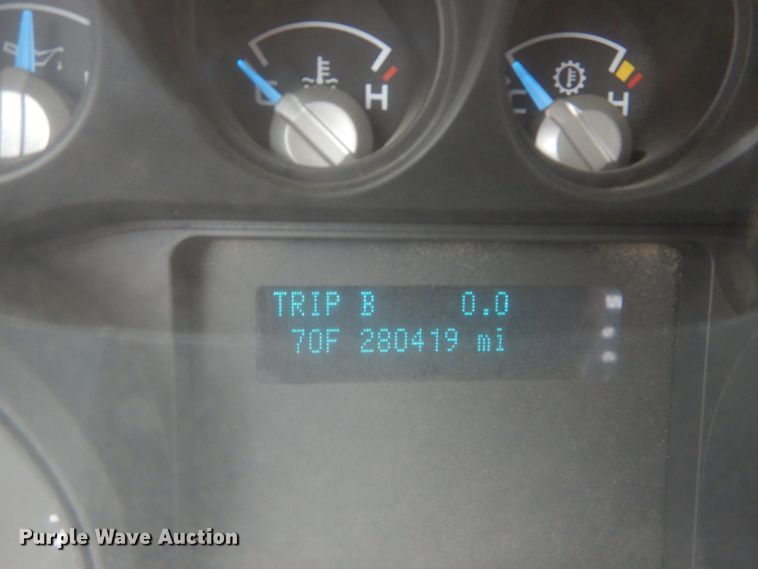 C H
C H
TRIP B 0.0
70F 280419 mi
Purple Wave Auction